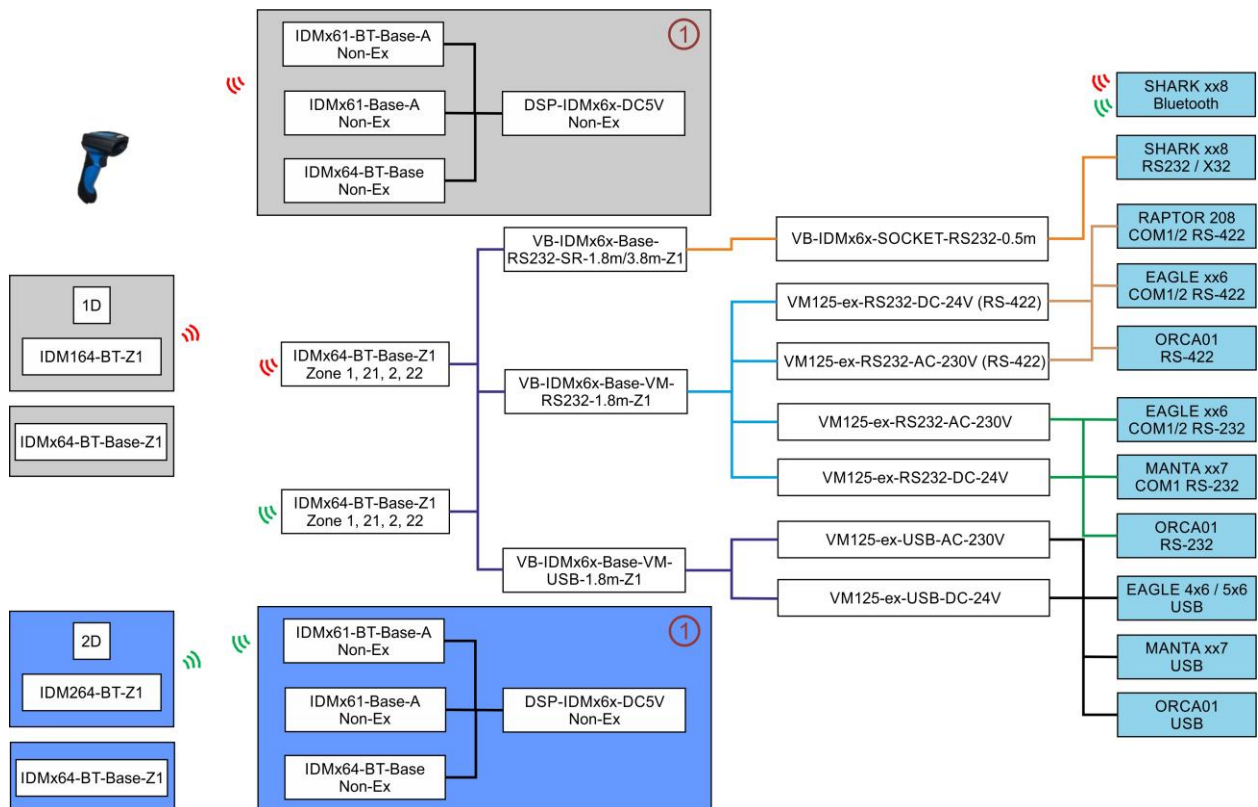 IDMx61-BT-Base-A
Non-Ex
1
IDMx61-Base-A
Non-Ex
DSP-IDMx6x-DC5V
Non-Ex
IDMx64-BT-Base
Non-Ex
SHARK xx8
Bluetooth
SHARK xx8
RS232 / X32
1D
IDM164-BT-Z1
IDMx64-BT-Base-Z1
IDMx64-BT-Base-Z1
Zone 1, 21, 2, 22
IDMx64-BT-Base-Z1
Zone 1, 21, 2, 22
VB-IDMx6x-Base-
RS232-SR-1.8m/3.8m-Z1
VB-IDMx6x-Base-VM-
RS232-1.8m-Z1
VB-IDMx6x-Base-VM-
USB-1.8m-Z1
VB-IDMx6x-SOCKET-RS232-0.5m
VM125-ex-RS232-DC-24V (RS-422)
VM125-ex-RS232-AC-230V (RS-422)
VM125-ex-RS232-AC-230V
VM125-ex-RS232-DC-24V
VM125-ex-USB-AC-230V
VM125-ex-USB-DC-24V
RAPTOR 208
COM1/2 RS-422
EAGLE xx6
COM1/2 RS-422
ORCA01
RS-422
EAGLE xx6
COM1/2 RS-232
MANTA xx7
COM1 RS-232
ORCA01
RS-232
EAGLE 4x6 / 5x6
USB
MANTA xx7
USB
ORCA01
USB
2D
IDM264-BT-Z1
IDMx64-BT-Base-Z1
IDMx61-BT-Base-A
Non-Ex
1
IDMx61-Base-A
Non-Ex
DSP-IDMx6x-DC5V
Non-Ex
IDMx64-BT-Base
Non-Ex